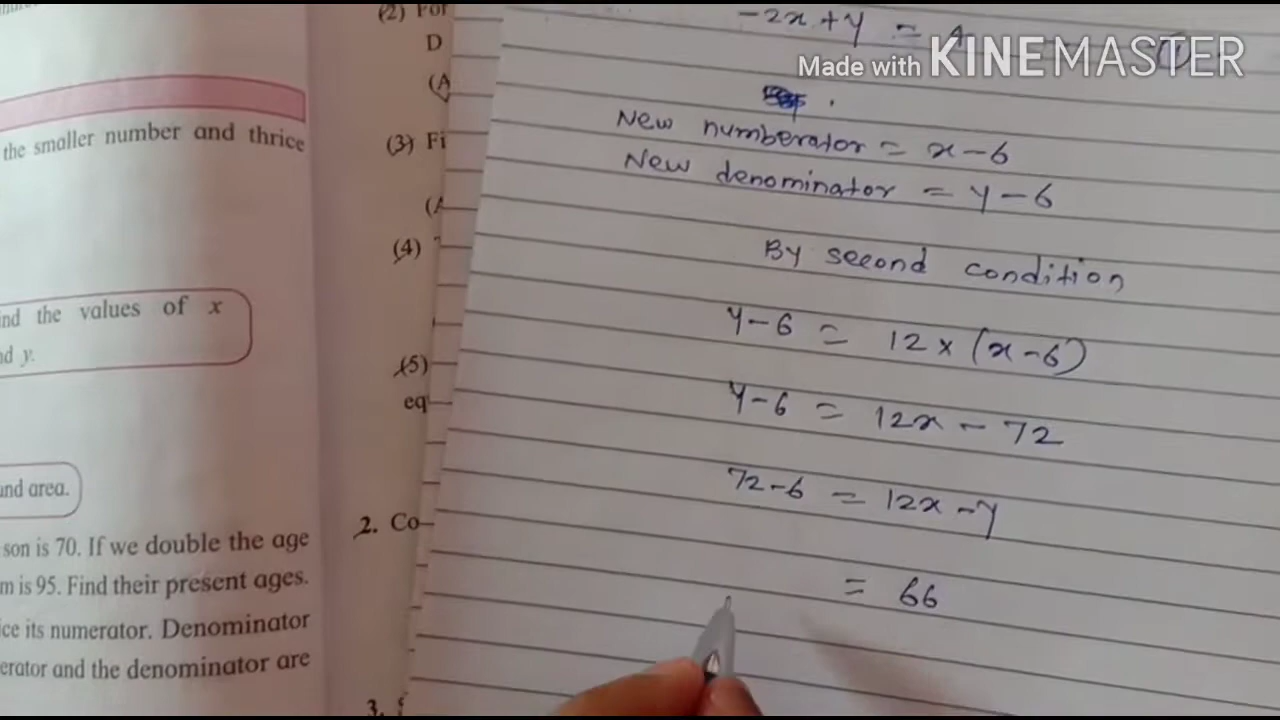 the smaller number and thrice
ind the values of x
nd y.
and area.
son is 70. If we double the age
m is 95. Find their present ages.
ice its numerator. Denominator
erator and the denominator are
(2) For
D
(A
(3) Fi
(A
(4)
(5)
eq
2. Co
3.
-2x+y =
Made with KINEMASTER
New numberator = x-6
New denominator = y-6
By second condition
y-6 = 12 × (x-6)
y-6 = 12x - 72
72-6 = 12x - y
= 66